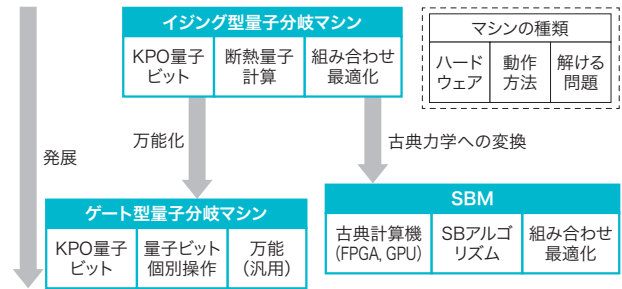 イジング型量子分岐マシン
KPO量子
ビット
断熱量子
計算
組み合わせ
最適化
マシンの種類
ハード
ウェア
動作
方法
解ける
問題
発展
万能化
古典力学への変換
ゲート型量子分岐マシン
KPO量子
ビット
量子ビット
個別操作
万能
（汎用）
SBM
古典計算機
(FPGA, GPU)
SBアルゴ
リズム
組み合わせ
最適化